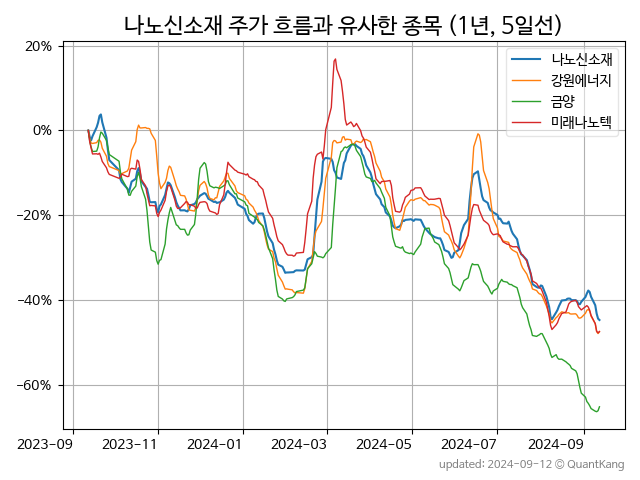 나노신소재 주가 흐름과 유사한 종목 (1년, 5일선)
나노신소재
강원에너지
금양
미래나노텍
20%
0%
−20%
−40%
−60%
2023-09 2023-11 2024-01 2024-03 2024-05 2024-07 2024-09
updated: 2024-09-12 © QuantKang